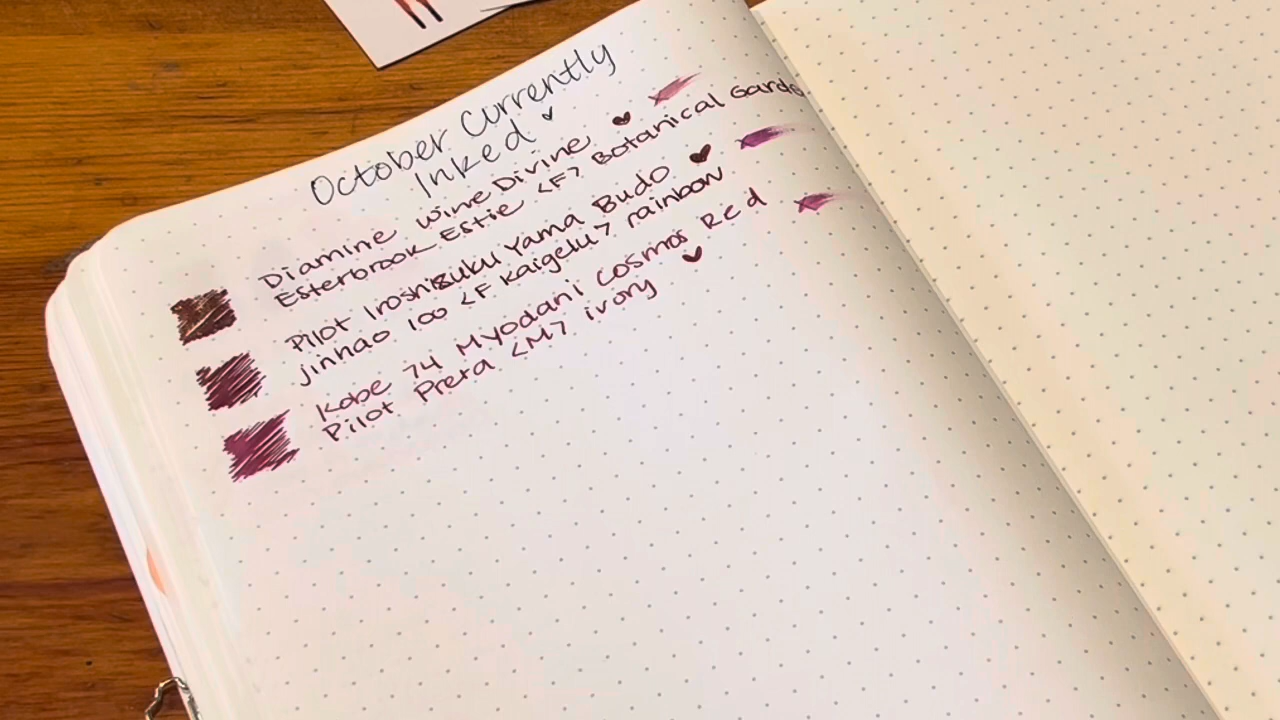 October Currently
Inked
Diamine Wine Divine
Esterbrook Estie <F> Botanical Garde
Pilot Iroshizuku Yama Budo
Jinhao 100 <F Kaigelu> rainbow
Kobe 74 Myodani Cosmos Red
Pilot Prera <M> ivory